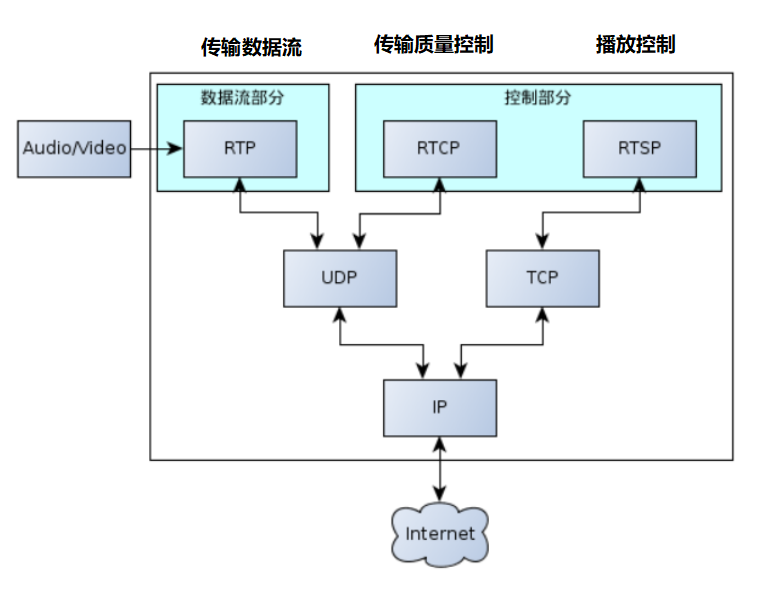 传输数据流
传输质量控制
播放控制
数据流部分
控制部分
Audio/Video
RTP
RTCP
RTSP
UDP
TCP
IP
Internet